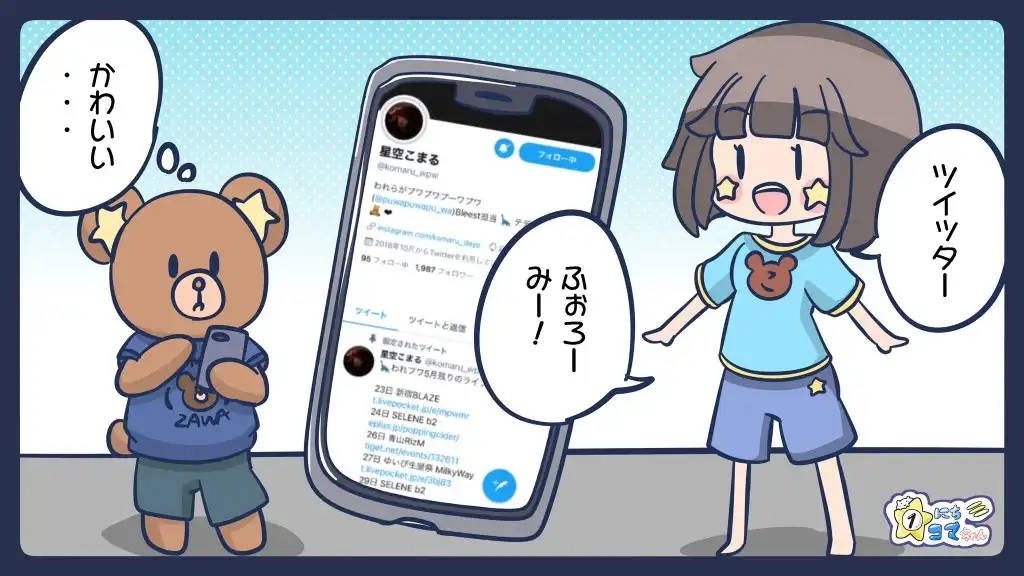 かわいい
・・・
星空こまる
@komaru_wpw
フォロー中
われらがプワプワプーワプワ
(@puwapuwapu_wa)Bleest担当🦕 テデ
🧸❤
instagram.com/komaru_dayo
2018年10月からTwitterを利用して
95 フォロー中 1,987 フォロワー
ツイート
ツイートと返信
固定されたツイート
星空こまる @komaru_wpw
🦕われプワ5月残りのライブ
23日 新宿BLAZE
t.livepocket.jp/e/mpwmr
24日 SELENE b2
eplus.jp/poppingcider/
26日 青山RizM
tiget.net/events/132611
27日 ゆいぴ生誕祭 MilkyWay
t.livepocket.jp/e/3bj83
29日 SELENE b2
ツイッター
ふぉろー
みー!
ZAWA
1
にち
コマ
ちゃん